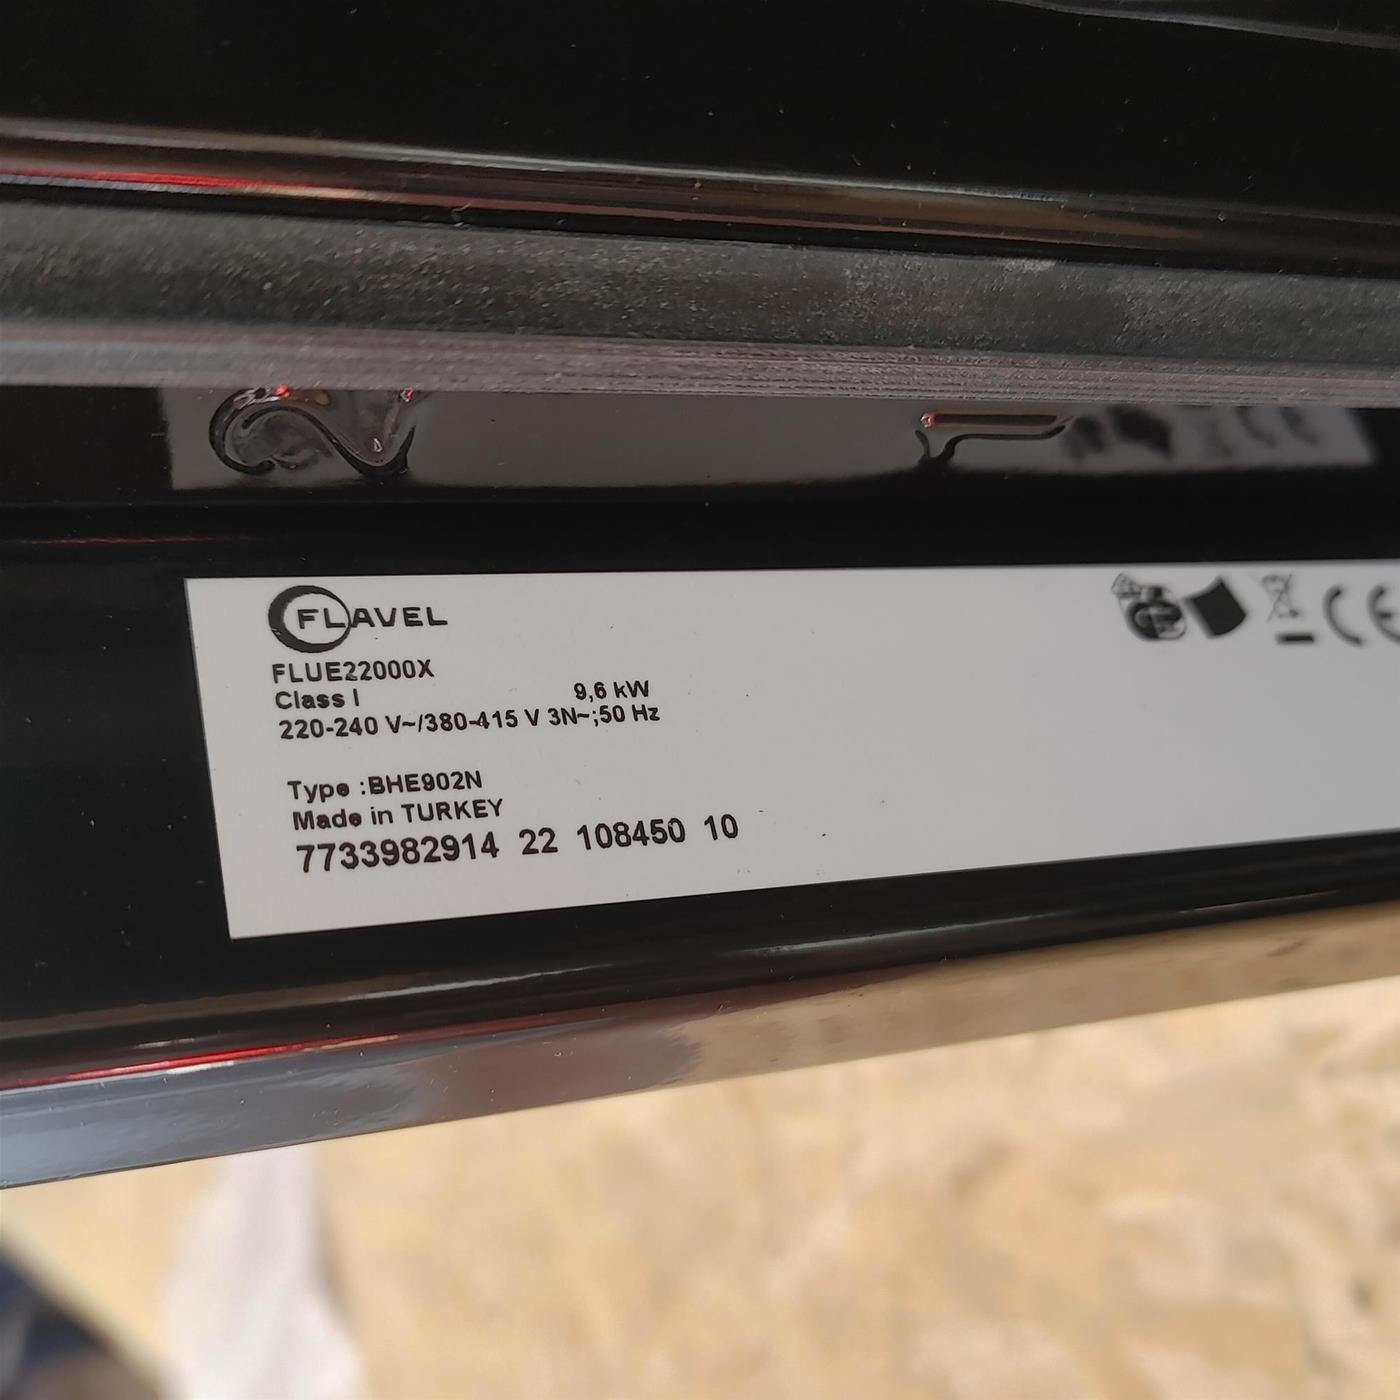 FLAVEL
FLUE22000X
Class I 9,6 kW
220-240 V~/380-415 V 3N~;50 Hz
Type :BHE902N
Made in TURKEY
7733982914 22 108450 10
CE